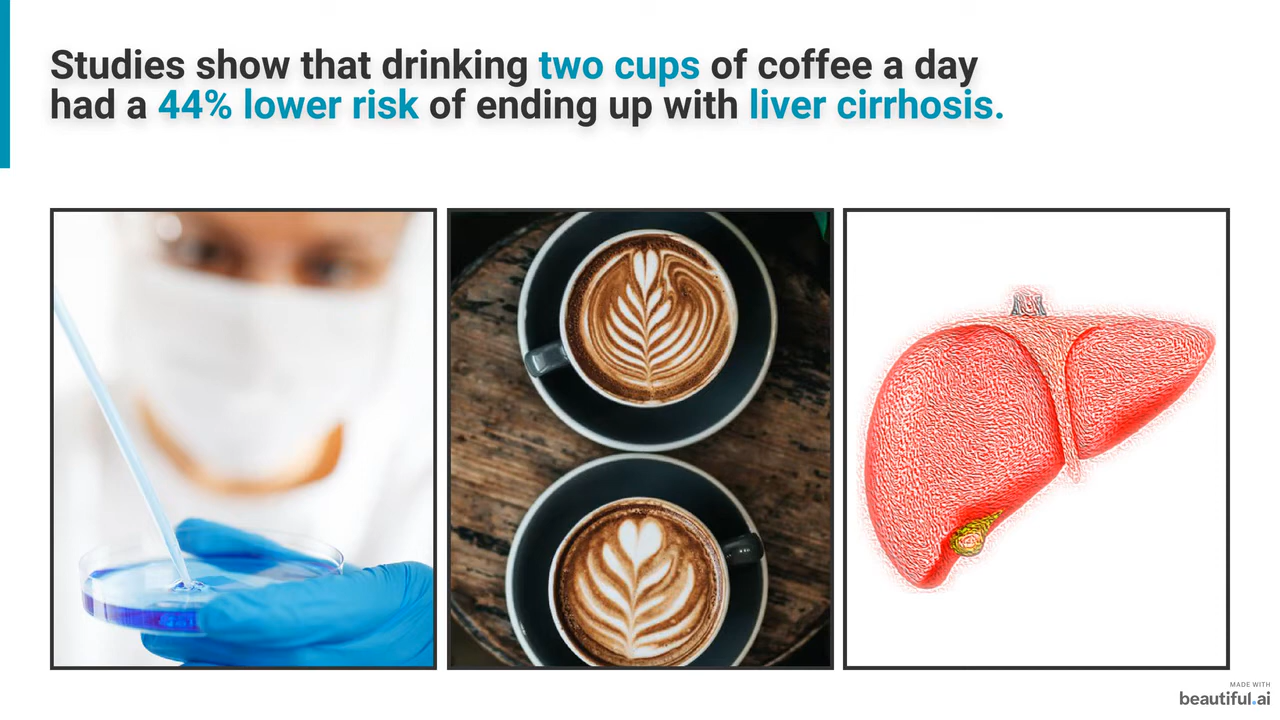 Studies show that drinking two cups of coffee a day
had a 44% lower risk of ending up with liver cirrhosis.
MADE WITH
beautiful.ai